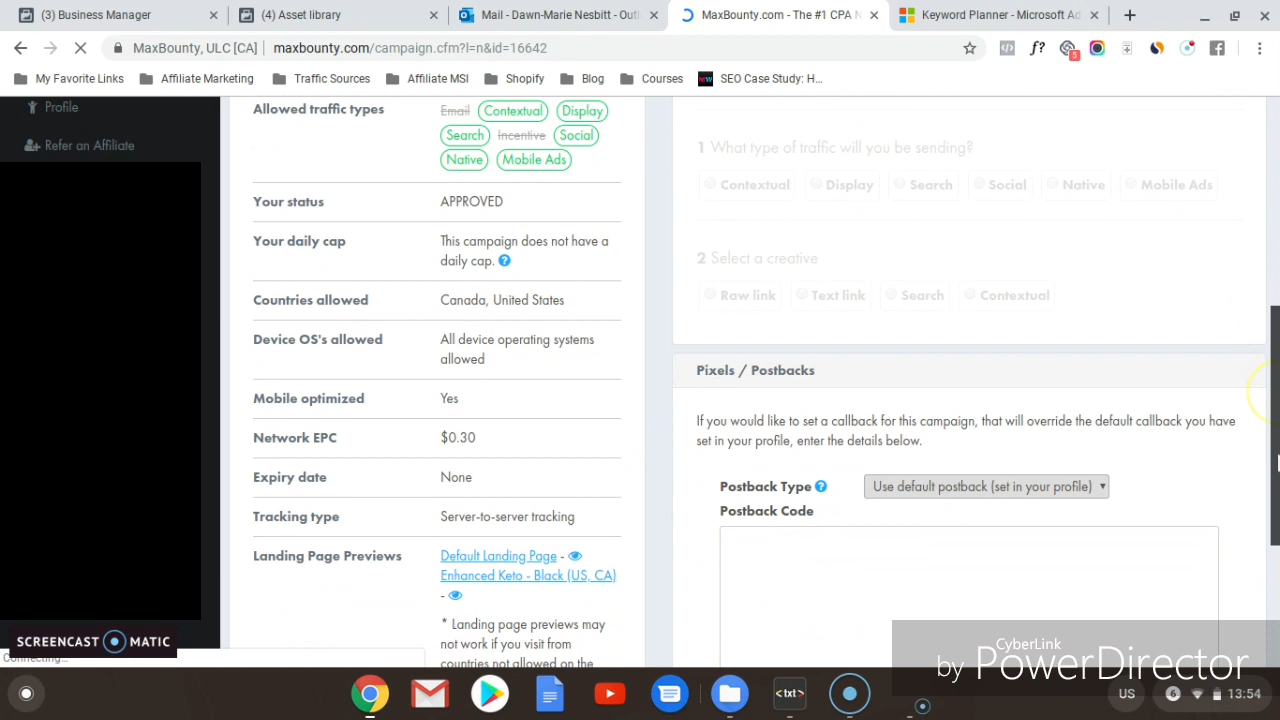 (3) Business Manager
(4) Asset library
Mail - Dawn-Marie Nesbitt - Outl
MaxBounty.com - The #1 CPA N
Keyword Planner - Microsoft Ad
MaxBounty, ULC [CA] | maxbounty.com/campaign.cfm?l=n&id=16642
f?
5
My Favorite Links
Affiliate Marketing
Traffic Sources
Affiliate MSI
Shopify
Blog
Courses
SEO Case Study: H...
Profile
Refer an Affiliate
Allowed traffic types
Email Contextual Display
Search Incentive Social
Native Mobile Ads
Your status
APPROVED
Your daily cap
This campaign does not have a
daily cap. ?
Countries allowed
Canada, United States
Device OS's allowed
All device operating systems
allowed
Mobile optimized
Yes
Network EPC
$0.30
Expiry date
None
Tracking type
Server-to-server tracking
Landing Page Previews
Default Landing Page -
Enhanced Keto - Black (US, CA)
-
* Landing page previews may
not work if you visit from
countries not allowed on the
1 What type of traffic will you be sending?
Contextual Display Search Social Native Mobile Ads
2 Select a creative
Raw link Text link Search Contextual
Pixels / Postbacks
If you would like to set a callback for this campaign, that will override the default callback you have
set in your profile, enter the details below.
Postback Type ?
Use default postback (set in your profile)
Postback Code
SCREENCAST MATIC
Connecting...
CyberLink
by PowerDirector
<txt>
US
6
13:54